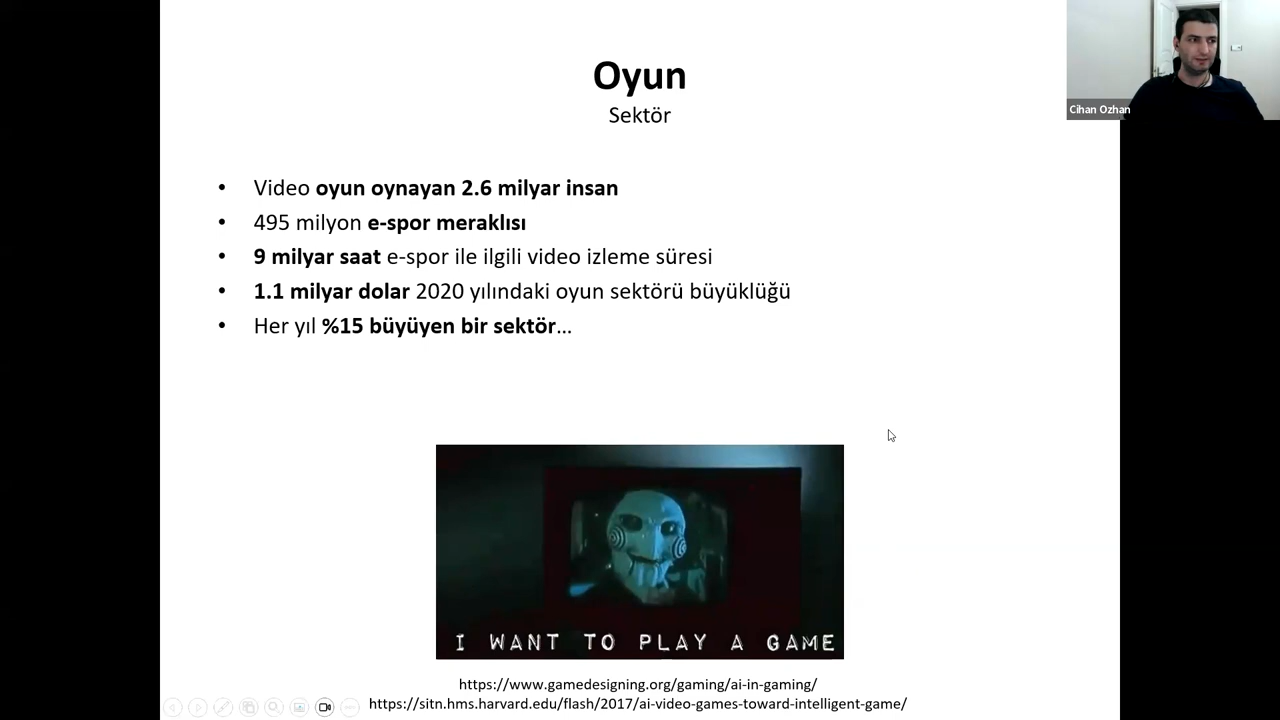 Oyun
Sektör
Cihan Ozhan
• Video oyun oynayan 2.6 milyar insan
• 495 milyon e-spor meraklısı
• 9 milyar saat e-spor ile ilgili video izleme süresi
• 1.1 milyar dolar 2020 yılındaki oyun sektörü büyüklüğü
• Her yıl %15 büyüyen bir sektör...
I WANT TO PLAY A GAME
https://www.gamedesigning.org/gaming/ai-in-gaming/
https://sitn.hms.harvard.edu/flash/2017/ai-video-games-toward-intelligent-game/